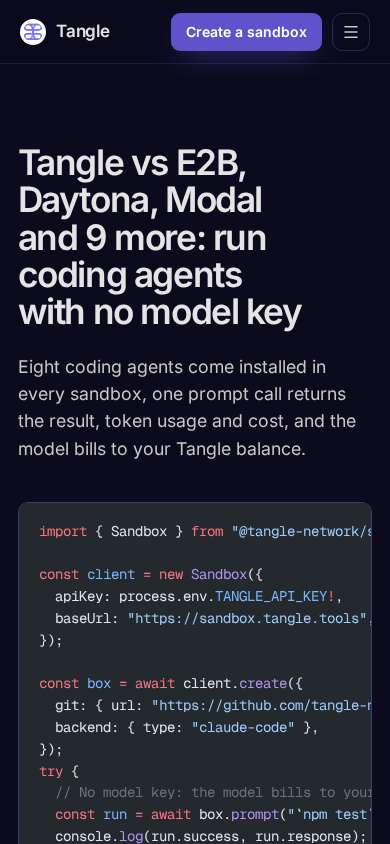 Tangle
Create a sandbox
Tangle vs E2B,
Daytona, Modal
and 9 more: run
coding agents
with no model key
Eight coding agents come installed in
every sandbox, one prompt call returns
the result, token usage and cost, and the
model bills to your Tangle balance.
import { Sandbox } from "@tangle-network/s
const client = new Sandbox({
  apiKey: process.env.TANGLE_API_KEY!,
  baseUrl: "https://sandbox.tangle.tools",
});
const box = await client.create({
  git: { url: "https://github.com/tangle-n
  backend: { type: "claude-code" },
});
try {
  // No model key: the model bills to your
  const run = await box.prompt("`npm test`
  console.log(run.success, run.response);